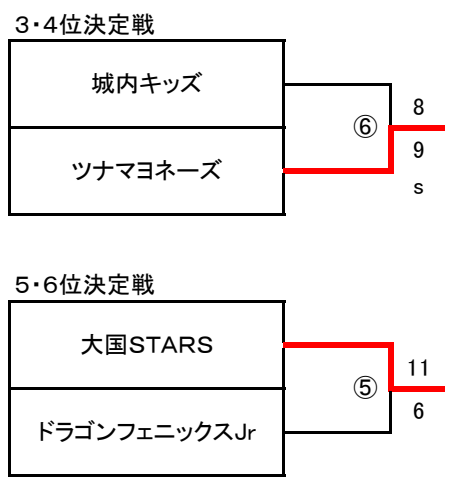 3・4位決定戦
城内キッズ
ツナマヨネーズ
⑥
8
9
s
5・6位決定戦
大国STARS
ドラゴンフェニックスJr
⑤
11
6